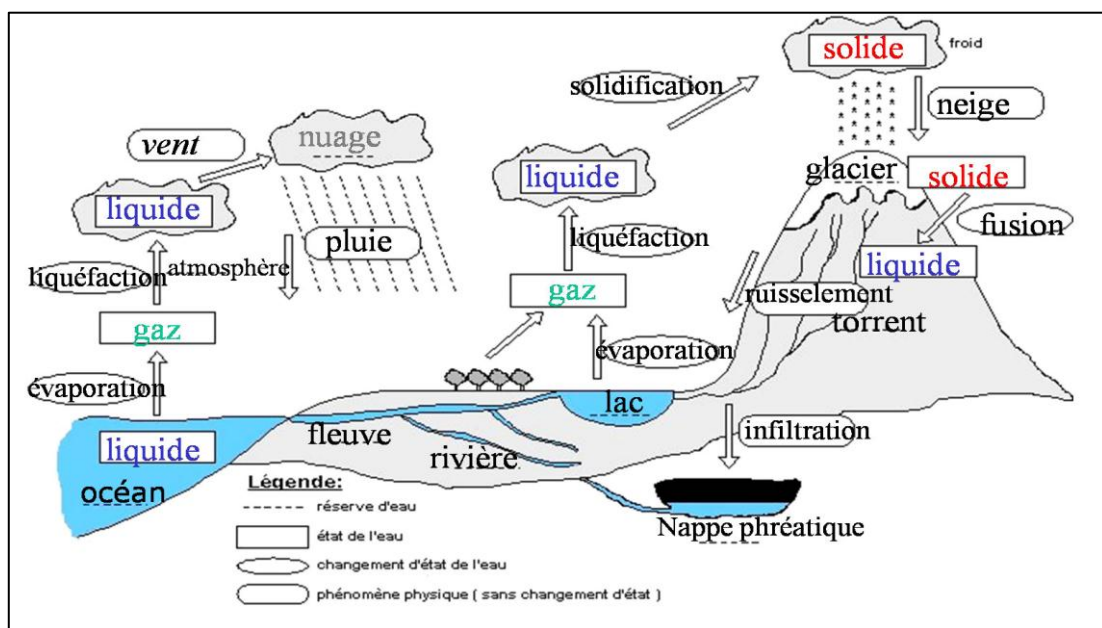 solide
froid
solidification
neige
vent
nuage
liquide
liquide
glacier
solide
pluie
fusion
liquéfaction
atmosphère
liquéfaction
liquide
gaz
gaz
ruisselement
torrent
évaporation
évaporation
lac
liquide
fleuve
rivière
infiltration
océan
Légende:
réserve d'eau
état de l'eau
changement d'état de l'eau
phénomène physique ( sans changement d'état )
Nappe phréatique